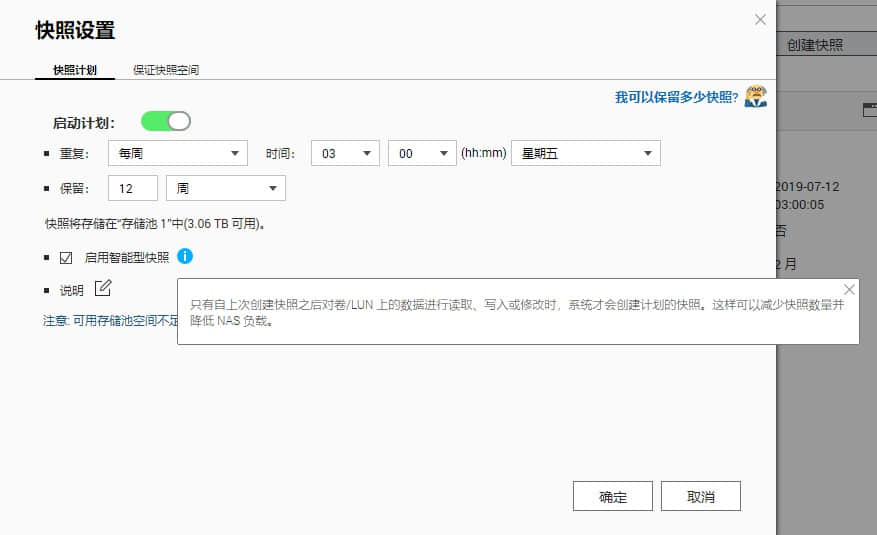 快照设置
创建快照
快照计划 保证快照空间
我可以保留多少快照?
启动计划：
重复： 每周 时间： 03 00 (hh:mm) 星期五
保留： 12 周
2019-07-12
03:00:05
快照将存储在“存储池 1”中(3.06 TB 可用)。
否
启用智能型快照
2 月
说明
只有自上次创建快照之后对卷/LUN 上的数据进行读取、写入或修改时，系统才会创建计划的快照。这样可以减少快照数量并
降低 NAS 负载。
注意: 可用存储池空间不足
确定 取消